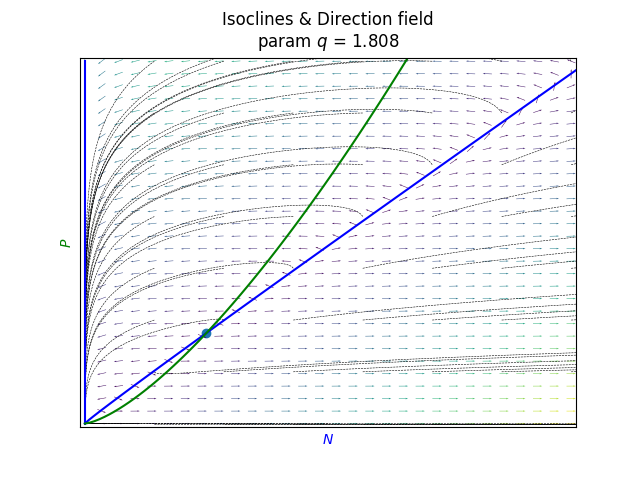 Isoclines & Direction field
param q = 1.808
P
N